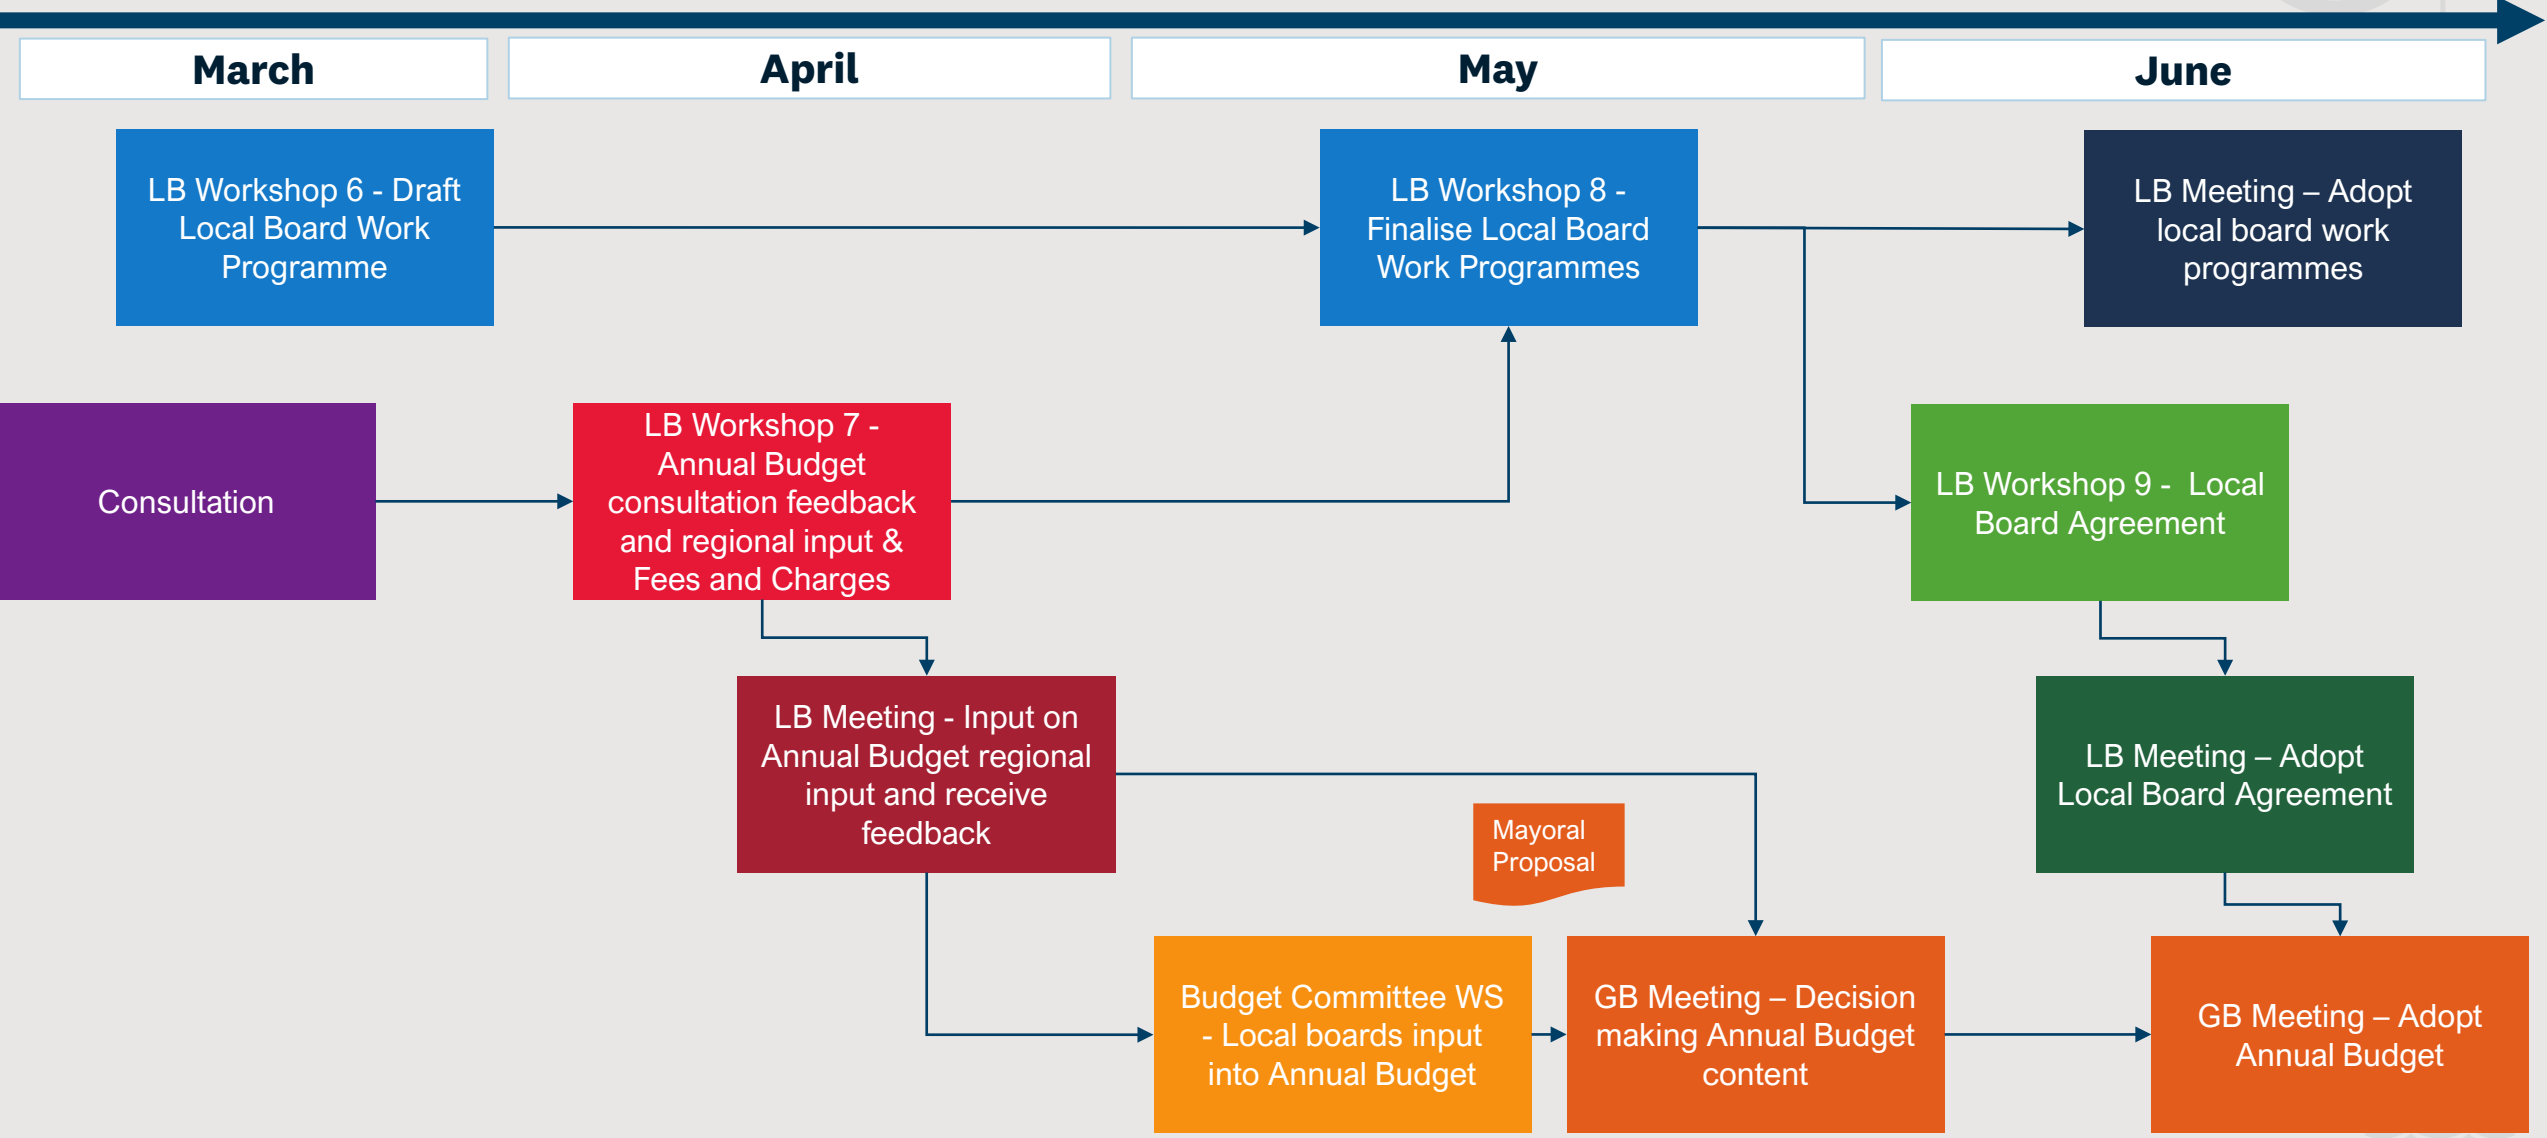 March
April
May
June
LB Workshop 6 - Draft
Local Board Work
Programme
LB Workshop 8 -
Finalise Local Board
Work Programmes
LB Meeting – Adopt
local board work
programmes
Consultation
LB Workshop 7 -
Annual Budget
consultation feedback
and regional input &
Fees and Charges
LB Workshop 9 - Local
Board Agreement
LB Meeting - Input on
Annual Budget regional
input and receive
feedback
Mayoral
Proposal
LB Meeting – Adopt
Local Board Agreement
Budget Committee WS
- Local boards input
into Annual Budget
GB Meeting – Decision
making Annual Budget
content
GB Meeting – Adopt
Annual Budget